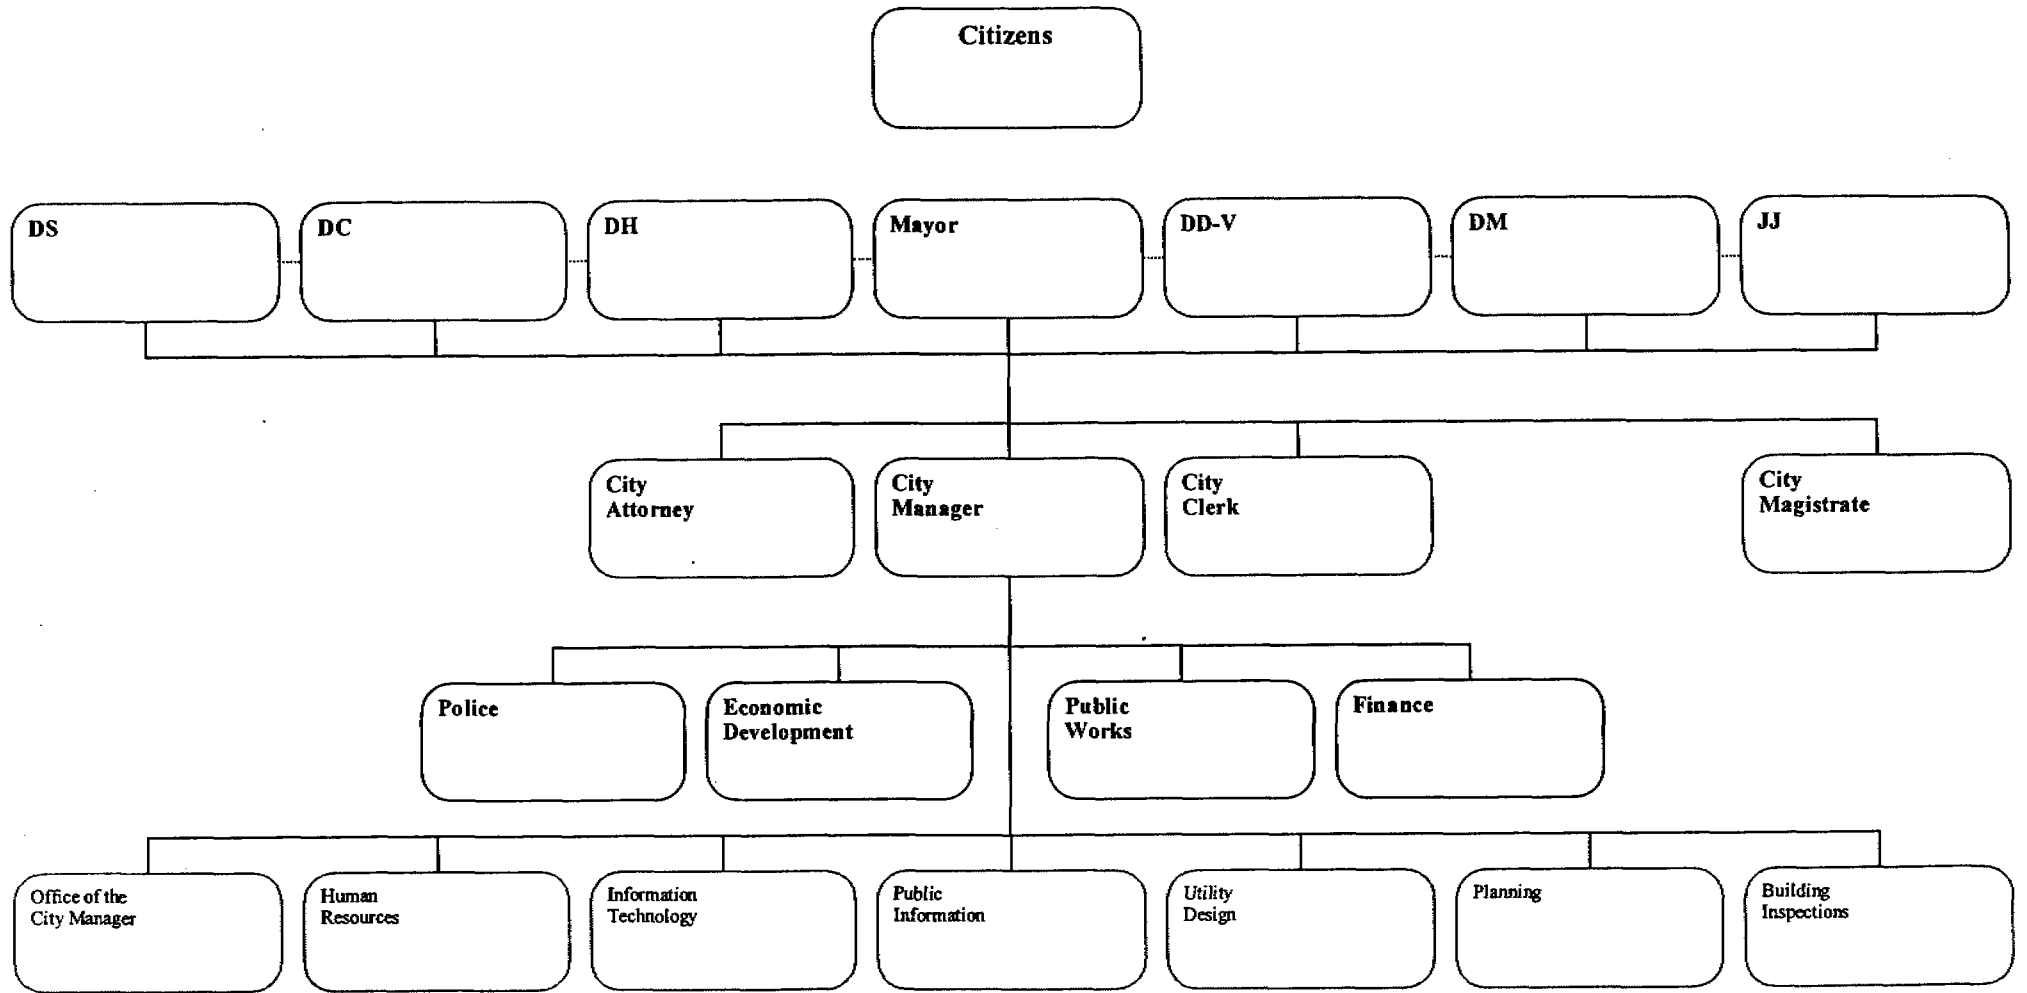 Citizens
DS
DC
DH
Mayor
DD-V
DM
JJ
City
Attorney
City
Manager
City
Clerk
City
Magistrate
Police
Economic
Development
Public
Works
Finance
Office of the
City Manager
Human
Resources
Information
Technology
Public
Information
Utility
Design
Planning
Building
Inspections